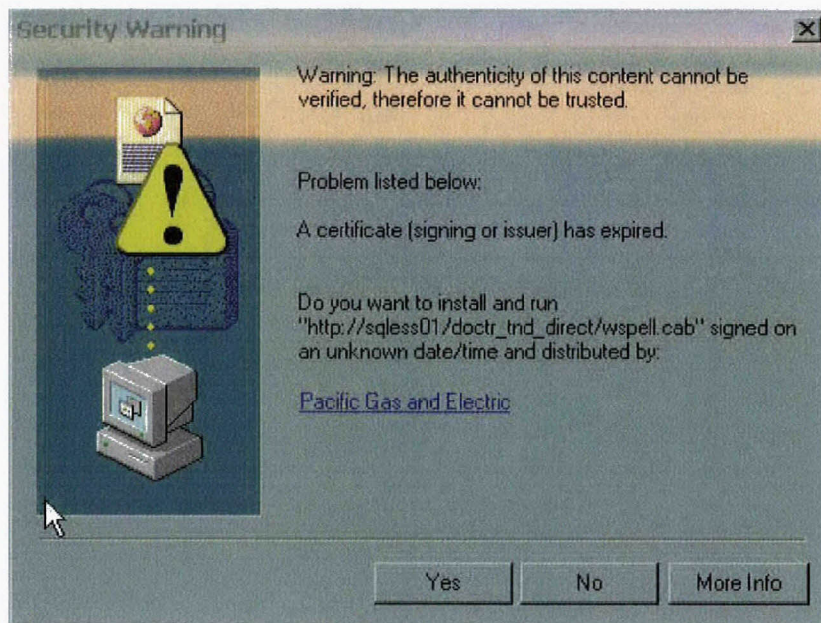 Security Warning
Warning: The authenticity of this content cannot be
verified, therefore it cannot be trusted.
Problem listed below:
A certificate (signing or issuer) has expired.
Do you want to install and run
"http://sqless01/doctr_tnd_direct/wspell.cab" signed on
an unknown date/time and distributed by:
Pacific Gas and Electric
Yes
No
More Info